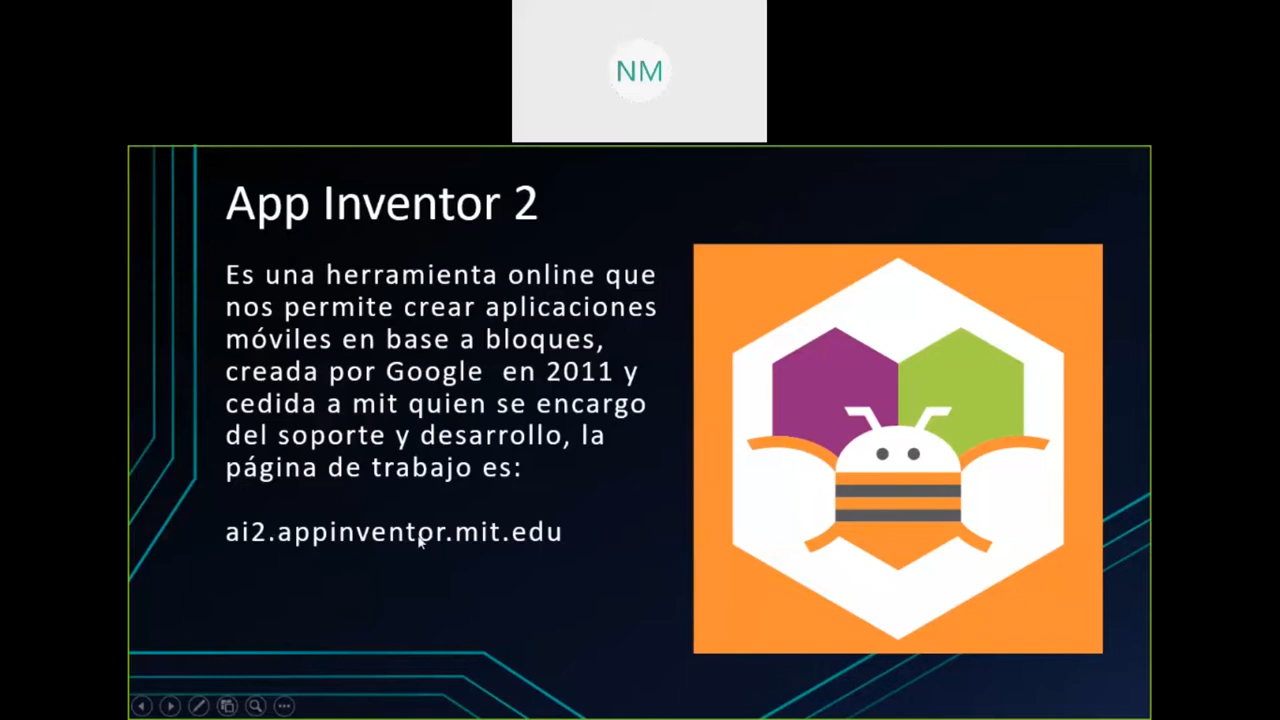 NM
App Inventor 2
Es una herramienta online que
nos permite crear aplicaciones
móviles en base a bloques,
creada por Google en 2011 y
cedida a mit quien se encargo
del soporte y desarrollo, la
página de trabajo es:
ai2.appinventor.mit.edu